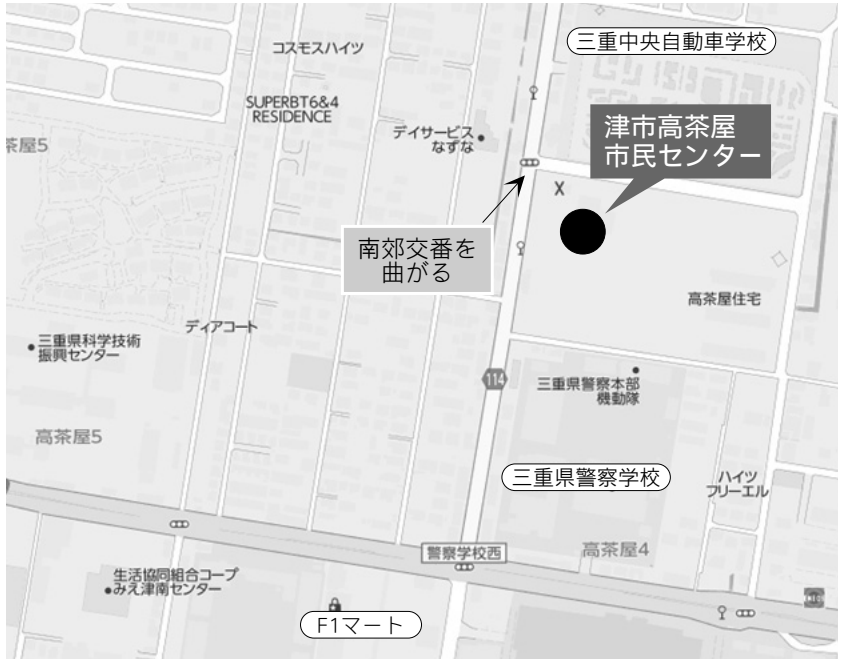 コスモスハイツ
三重中央自動車学校
SUPERBT6&4
RESIDENCE
デイサービス
なずな
津市高茶屋
市民センター
茶屋5
X
南郊交番を
曲がる
高茶屋住宅
ディアコート
三重県科学技術
振興センター
114
三重県警察本部
機動隊
高茶屋5
三重県警察学校
ハイツ
フリーエル
警察学校西
高茶屋4
生活協同組合コープ
みえ津南センター
ENEOS
F1マート